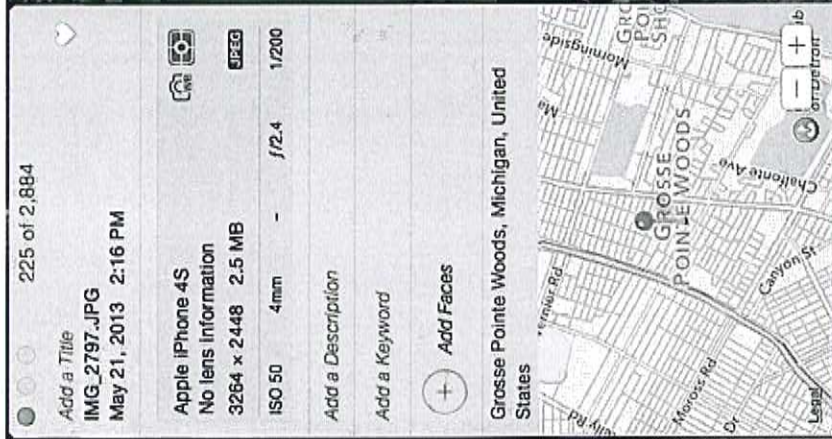 225 of 2,884
Add a Title
IMG_2797.JPG
May 21, 2013 2:16 PM
Apple iPhone 4S
WB
No lens information
3264 × 2448 2.5 MB
JPEG
ISO 50 4mm – ƒ/2.4 1/200
Add a Description
Add a Keyword
+ Add Faces
Grosse Pointe Woods, Michigan, United
States
Morningside
Ma
Vernier Rd
GROSSE
POINTE WOODS
Chalfonte Ave
Canyon St
Moross Rd
Dr
Legal
− +